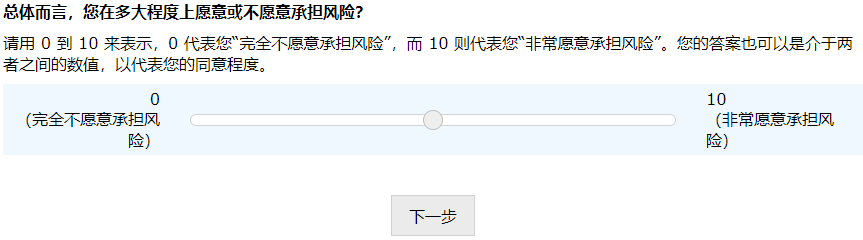 总体而言，您在多大程度上愿意或不愿意承担风险？
请用 0 到 10 来表示，0 代表您“完全不愿意承担风险”，而 10 则代表您“非常愿意承担风险”。您的答案也可以是介于两
者之间的数值，以代表您的同意程度。
0
（完全不愿意承担风
险）
10
（非常愿意承担风
险）
下一步